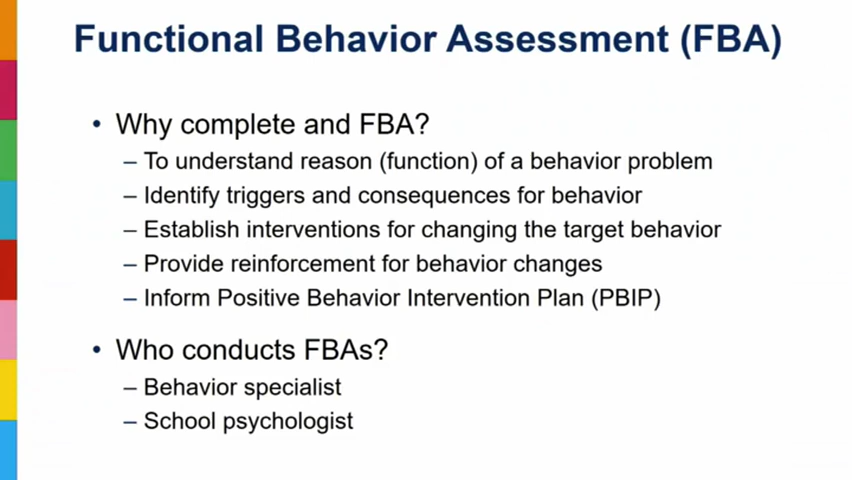 Functional Behavior Assessment (FBA)
• Why complete and FBA?
– To understand reason (function) of a behavior problem
– Identify triggers and consequences for behavior
– Establish interventions for changing the target behavior
– Provide reinforcement for behavior changes
– Inform Positive Behavior Intervention Plan (PBIP)
• Who conducts FBAs?
– Behavior specialist
– School psychologist